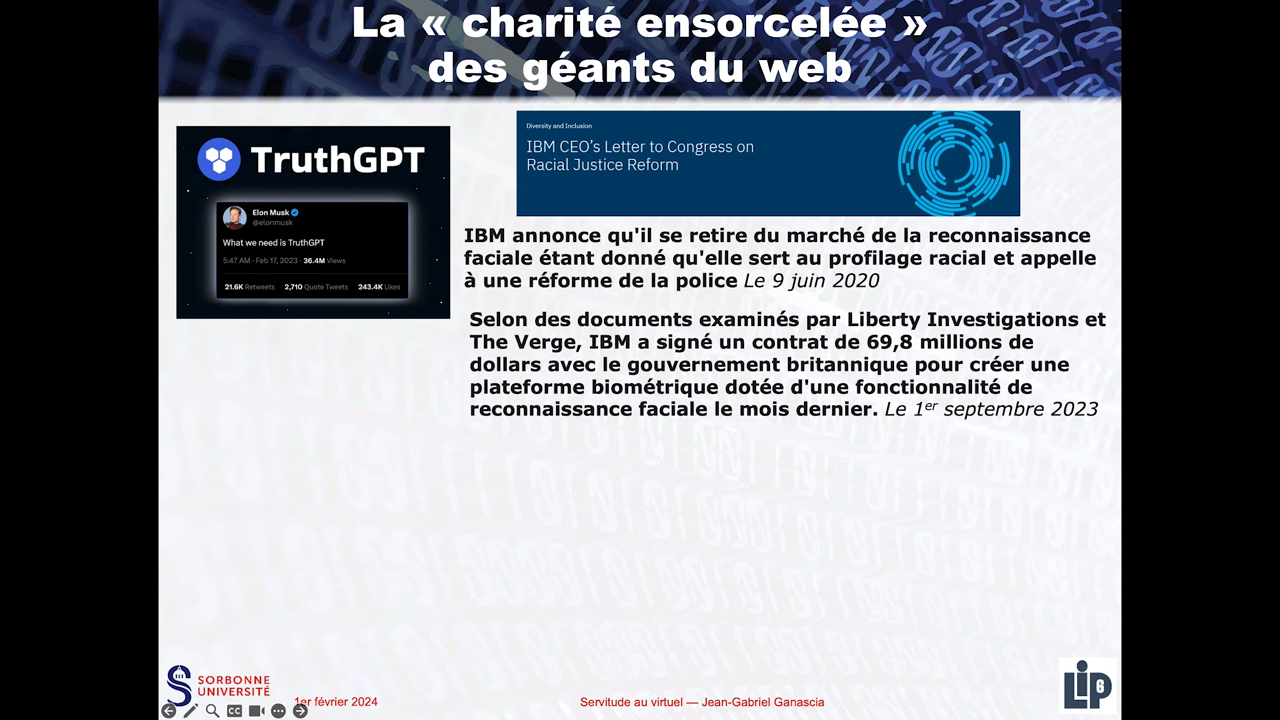 La « charité ensorcelée »
des géants du web
TruthGPT
Elon Musk
@elonmusk
What we need is TruthGPT
5:47 AM · Feb 17, 2023 · 36.4M Views
21.6K Retweets 2,710 Quote Tweets 243.4K Likes
Diversity and Inclusion
IBM CEO's Letter to Congress on
Racial Justice Reform
IBM annonce qu'il se retire du marché de la reconnaissance
faciale étant donné qu'elle sert au profilage racial et appelle
à une réforme de la police Le 9 juin 2020
Selon des documents examinés par Liberty Investigations et
The Verge, IBM a signé un contrat de 69,8 millions de
dollars avec le gouvernement britannique pour créer une
plateforme biométrique dotée d'une fonctionnalité de
reconnaissance faciale le mois dernier. Le 1er septembre 2023
SORBONNE
UNIVERSITÉ
1er février 2024
Servitude au virtuel — Jean-Gabriel Ganascia
LIP6
CC